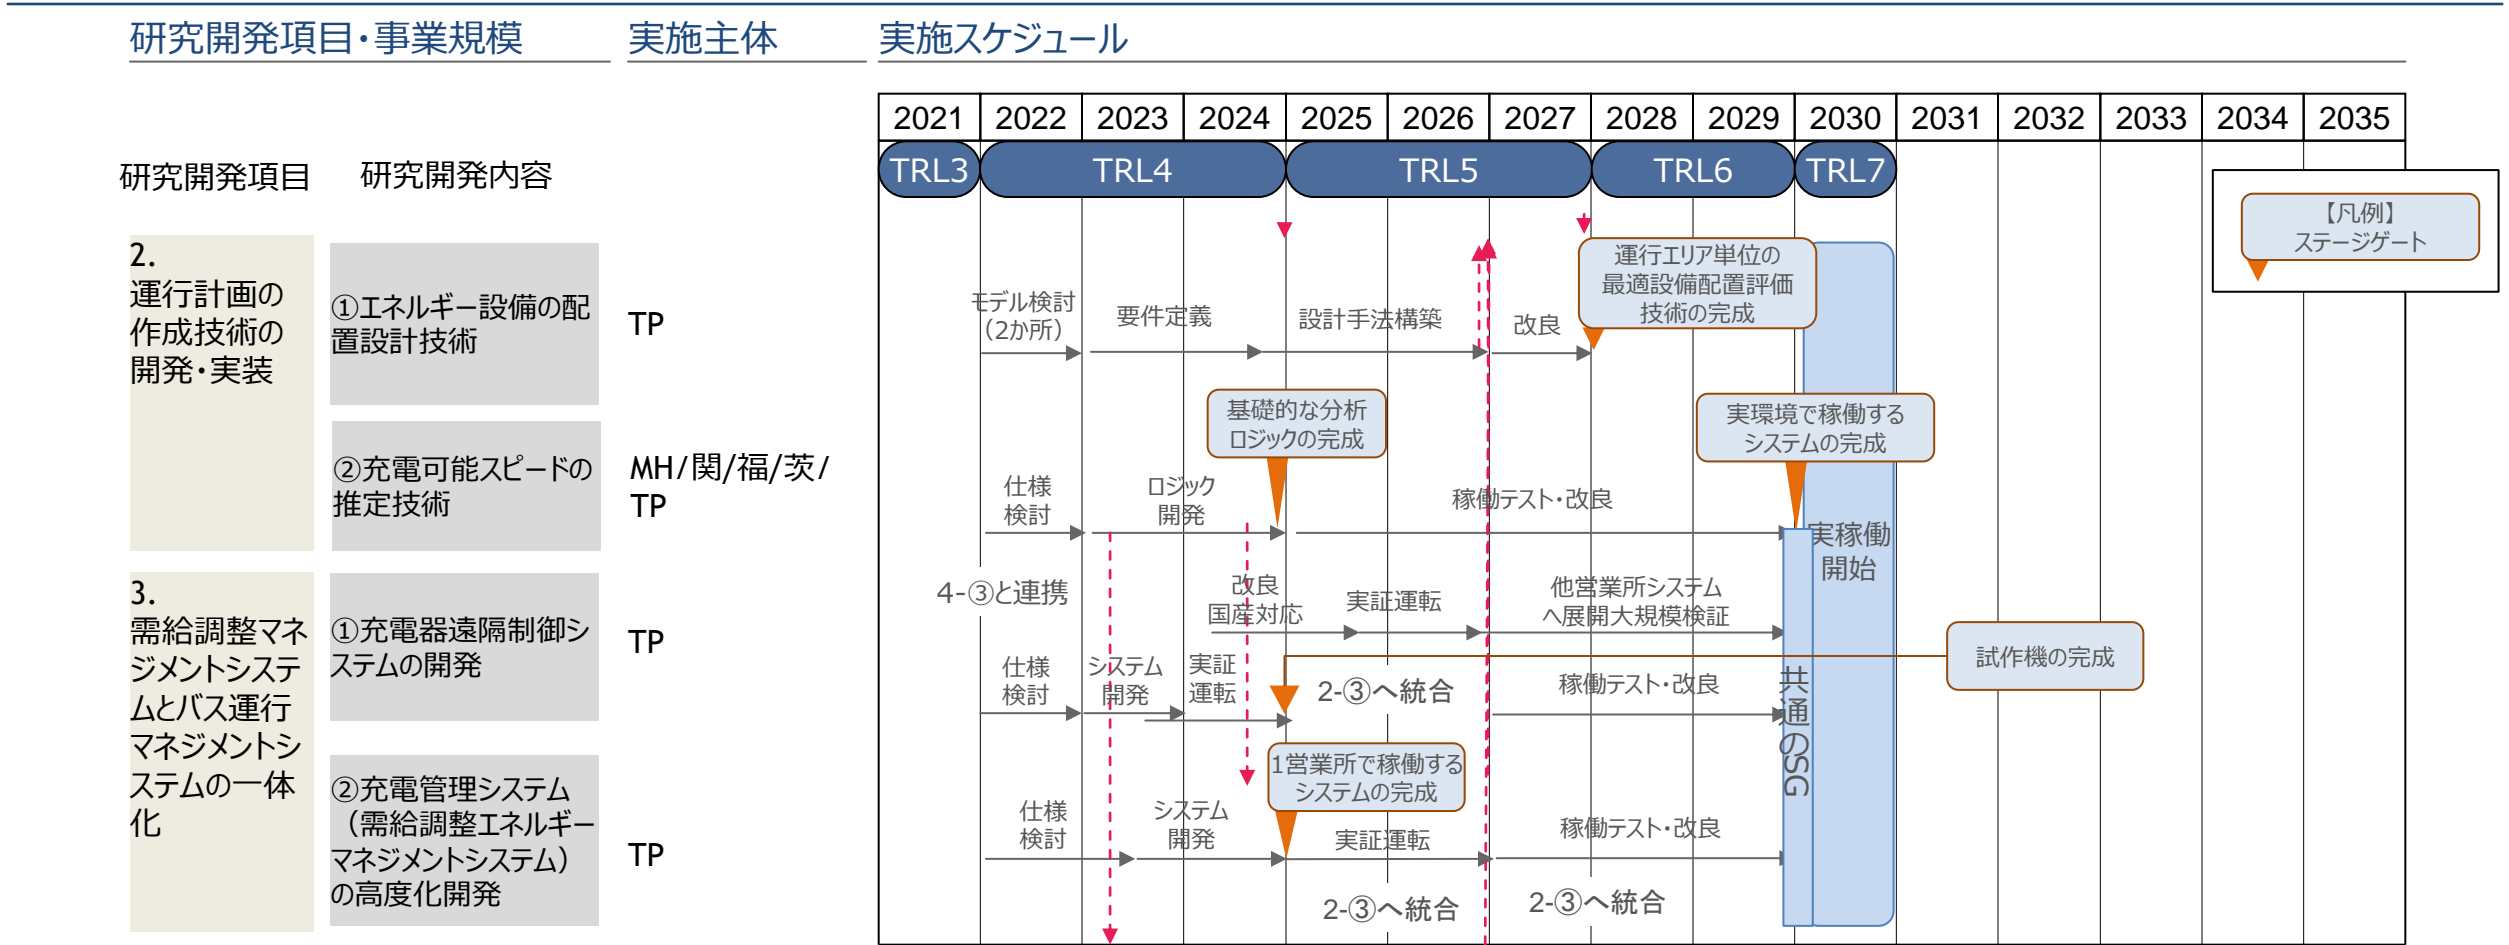 研究開発項目・事業規模
実施主体
実施スケジュール
2021 2022 2023 2024 2025 2026 2027 2028 2029 2030 2031 2032 2033 2034 2035
TRL3 TRL4 TRL5 TRL6 TRL7
研究開発項目
研究開発内容
【凡例】
ステージゲート
2.
運行計画の
作成技術の
開発・実装
①エネルギー設備の配
置設計技術
TP
モデル検討
（2か所）
要件定義
設計手法構築
改良
運行エリア単位の
最適設備配置評価
技術の完成
②充電可能スピードの
推定技術
MH/関/福/茨/
TP
仕様
検討
ロジック
開発
基礎的な分析
ロジックの完成
稼働テスト・改良
実環境で稼働する
システムの完成
実稼働
開始
3.
需給調整マネ
ジメントシステ
ムとバス運行
マネジメントシ
ステムの一体
化
①充電器遠隔制御シ
ステムの開発
TP
4-③と連携
改良
国産対応
実証運転
他営業所システム
へ展開大規模検証
仕様
検討
システム
開発
実証
運転
2-③へ統合
稼働テスト・改良
試作機の完成
共通のSG
②充電管理システム
（需給調整エネルギー
マネジメントシステム）
の高度化開発
TP
仕様
検討
システム
開発
1営業所で稼働する
システムの完成
実証運転
稼働テスト・改良
2-③へ統合
2-③へ統合